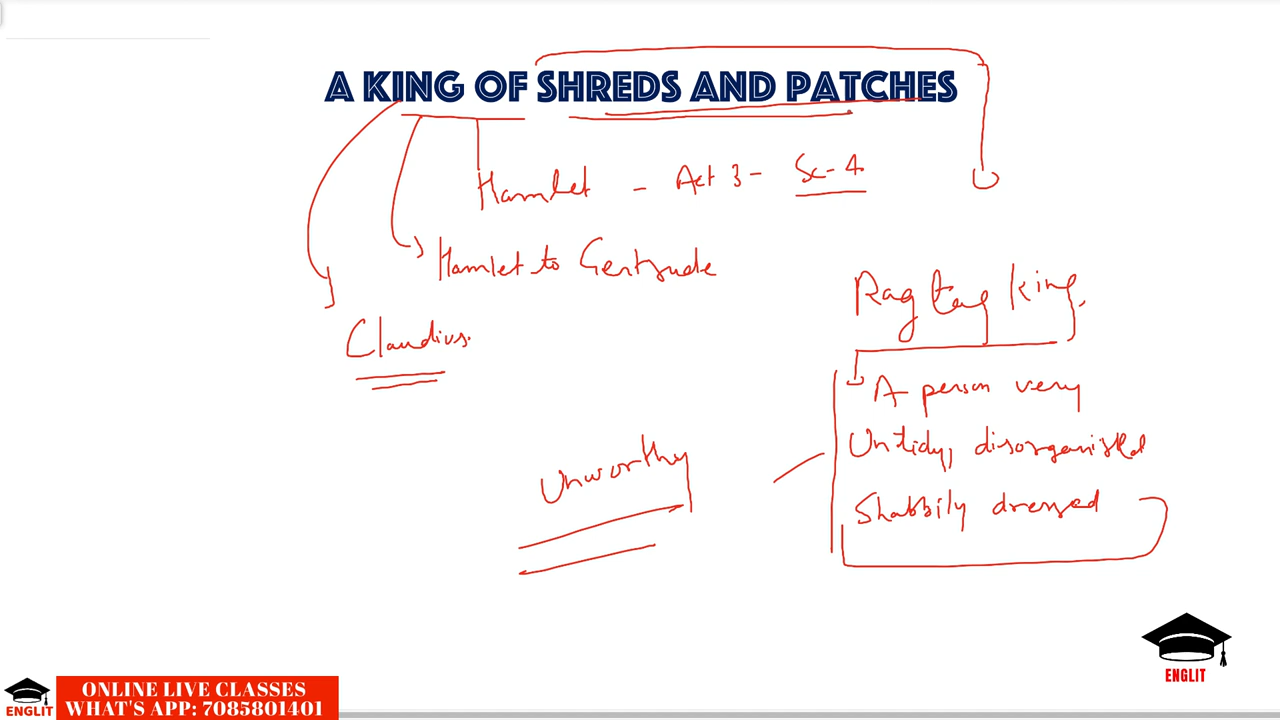 A KING OF SHREDS AND PATCHES
Hamlet - Act 3 - Sc-4
Hamlet to Gertrude
Rag tag king.
Claudius.
A person very
Untidy, disorganised
Unworthy
Shabbily dressed
ENGLIT
ONLINE LIVE CLASSES
WHAT'S APP: 7085801401
ENGLIT